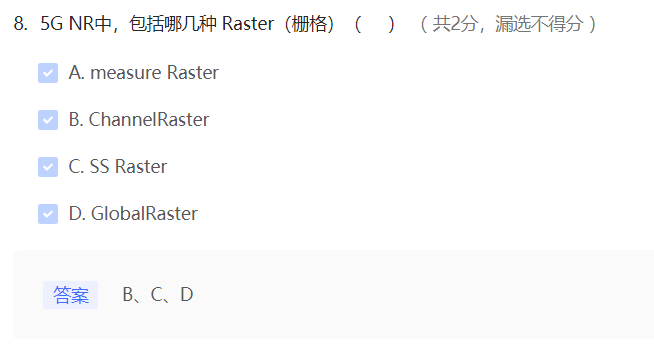 8. 5G NR中，包括哪几种 Raster（栅格）（ ） （ 共2分，漏选不得分 ）
A. measure Raster
B. ChannelRaster
C. SS Raster
D. GlobalRaster
答案 B、C、D